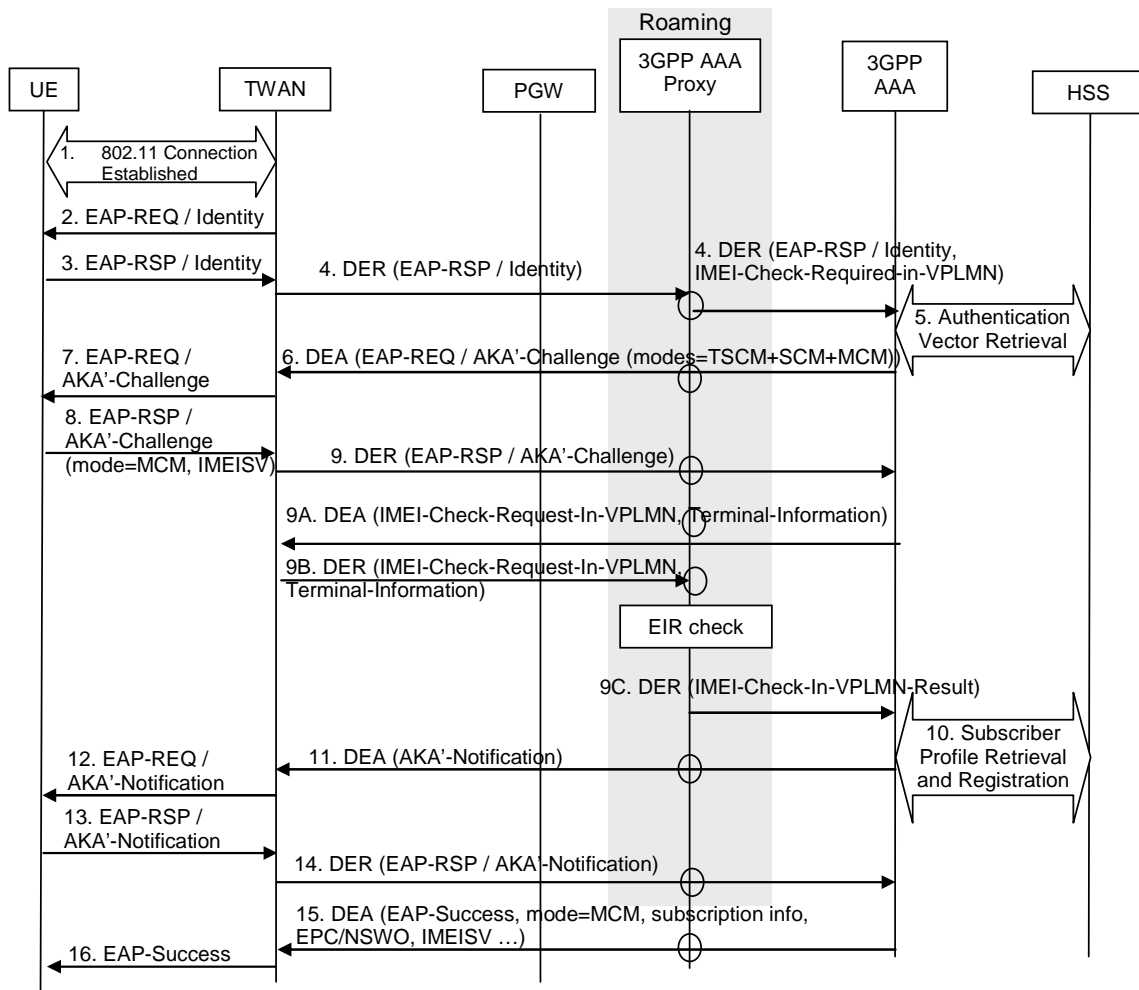 Roaming
UE
TWAN
PGW
3GPP AAA
Proxy
3GPP
AAA
HSS
1. 802.11 Connection
Established
2. EAP-REQ / Identity
3. EAP-RSP / Identity
4. DER (EAP-RSP / Identity)
4. DER (EAP-RSP / Identity,
IMEI-Check-Required-in-VPLMN)
5. Authentication
Vector Retrieval
6. DEA (EAP-REQ / AKA'-Challenge (modes=TSCM+SCM+MCM))
7. EAP-REQ /
AKA'-Challenge
8. EAP-RSP /
AKA'-Challenge
(mode=MCM, IMEISV)
9. DER (EAP-RSP / AKA'-Challenge)
9A. DEA (IMEI-Check-Request-In-VPLMN, Terminal-Information)
9B. DER (IMEI-Check-Request-In-VPLMN,
Terminal-Information)
EIR check
9C. DER (IMEI-Check-In-VPLMN-Result)
10. Subscriber
Profile Retrieval
and Registration
11. DEA (AKA'-Notification)
12. EAP-REQ /
AKA'-Notification
13. EAP-RSP /
AKA'-Notification
14. DER (EAP-RSP / AKA'-Notification)
15. DEA (EAP-Success, mode=MCM, subscription info,
EPC/NSWO, IMEISV ...)
16. EAP-Success